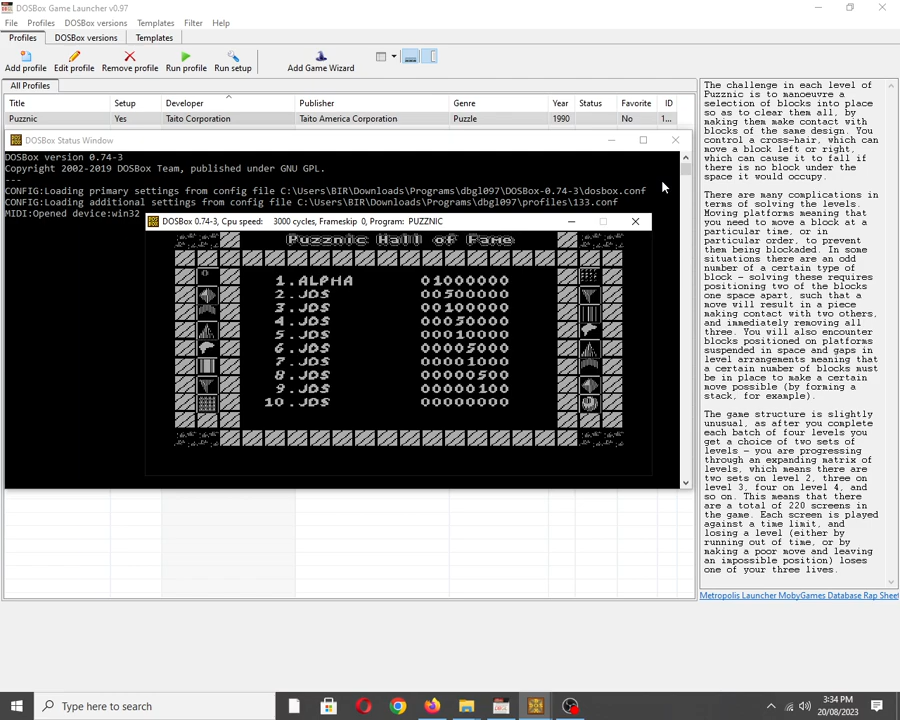 DOSBox Game Launcher v0.97
File Profiles DOSBox versions Templates Filter Help
Profiles DOSBox versions Templates
Add profile Edit profile Remove profile Run profile Run setup Add Game Wizard
All Profiles
Title Setup Developer Publisher Genre Year Status Favorite ID
Puzznic Yes Taito Corporation Taito America Corporation Puzzle 1990 No 1...
DOSBox Status Window
DOSBox version 0.74-3
Copyright 2002-2019 DOSBox Team, published under GNU GPL.
---
CONFIG:Loading primary settings from config file C:\Users\BIR\Downloads\Programs\dbgl097\DOSBox-0.74-3\dosbox.conf
CONFIG:Loading additional settings from config file C:\Users\BIR\Downloads\Programs\dbgl097\profiles\133.conf
MIDI:Opened device:win32
DOSBox 0.74-3, Cpu speed: 3000 cycles, Frameskip 0, Program: PUZZNIC
Puzznic Hall of Fame
1.ALPHA 01000000
2.JDS 00500000
3.JDS 00100000
4.JDS 00050000
5.JDS 00010000
6.JDS 00005000
7.JDS 00001000
8.JDS 00000500
9.JDS 00000100
10.JDS 00000000
The challenge in each level of
Puzznic is to manoeuvre a
selection of blocks into place
so as to clear them all, by
making them make contact with
blocks of the same design. You
control a cross-hair, which can
move a block left or right,
which can cause it to fall if
there is no block under the
space it would occupy.
There are many complications in
terms of solving the levels.
Moving platforms meaning that
you need to move a block at a
particular time, or in
particular order, to prevent
them being blockaded. In some
situations there are an odd
number of a certain type of
block - solving these requires
positioning two of the blocks
one space apart, such that a
move will result in a piece
making contact with two others,
and immediately removing all
three. You will also encounter
blocks positioned on platforms
suspended in space and gaps in
level arrangements meaning that
a certain number of blocks must
be in place to make a certain
move possible (by forming a
stack, for example).
The game structure is slightly
unusual, as after you complete
each batch of four levels you
get a choice of two sets of
levels - you are progressing
through an expanding matrix of
levels, which means there are
two sets on level 2, three on
level 3, four on level 4, and
so on. This means that there
are a total of 220 screens in
the game. Each screen is played
against a time limit, and
losing a level (either by
running out of time, or by
making a poor move and leaving
an impossible position) loses
one of your three lives.
Metropolis Launcher MobyGames Database Rap Sheet
Type here to search
3:34 PM
20/08/2023